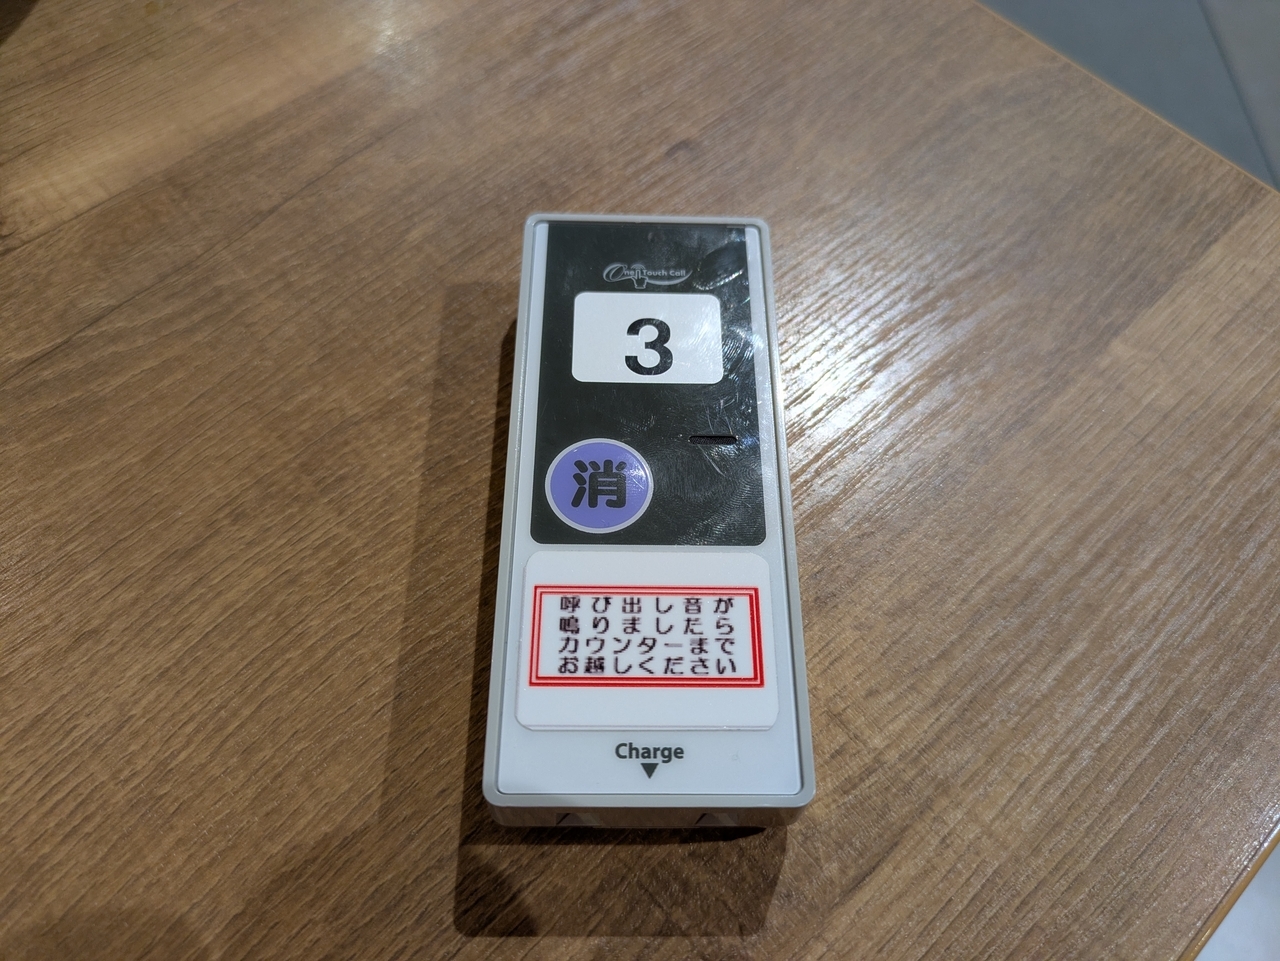 One Touch Call
3
消
呼び出し音が
鳴りましたら
カウンターまで
お越しください
Charge